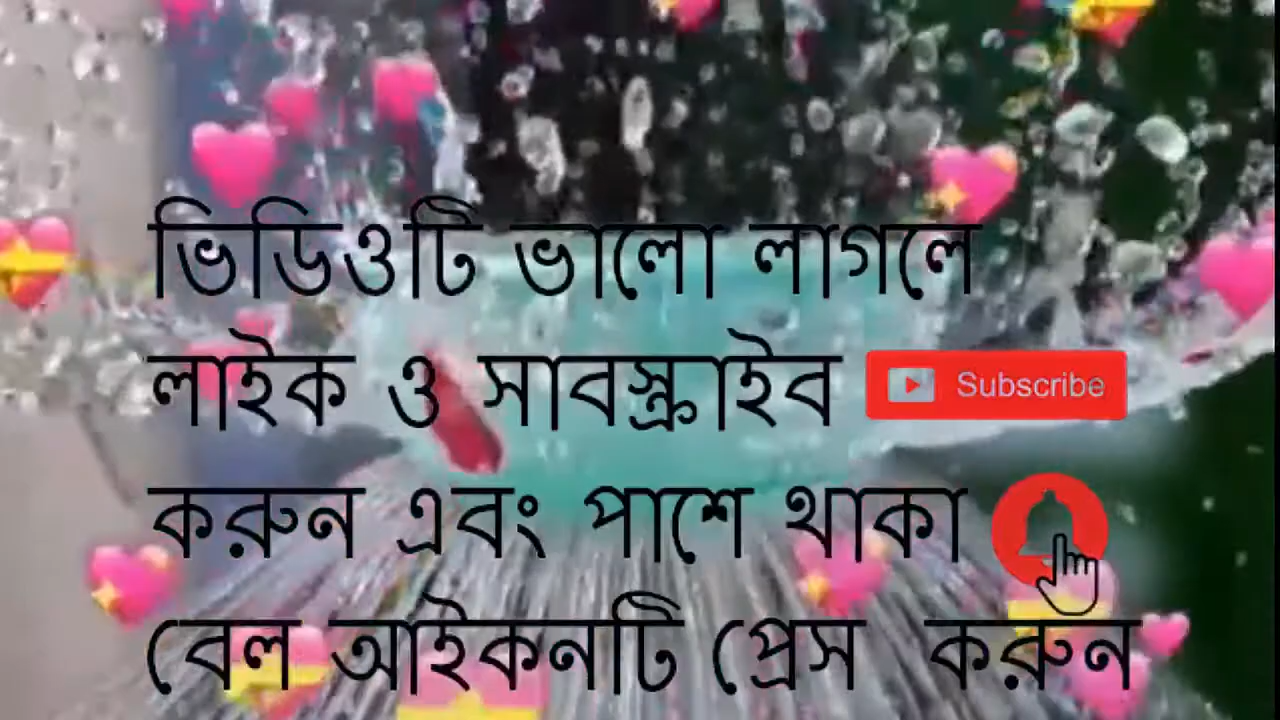 ভিডিওটি ভালো লাগলে
লাইক ও সাবস্ক্রাইব Subscribe
করুন এবং পাশে থাকা
বেল আইকনটি প্রেস করুন